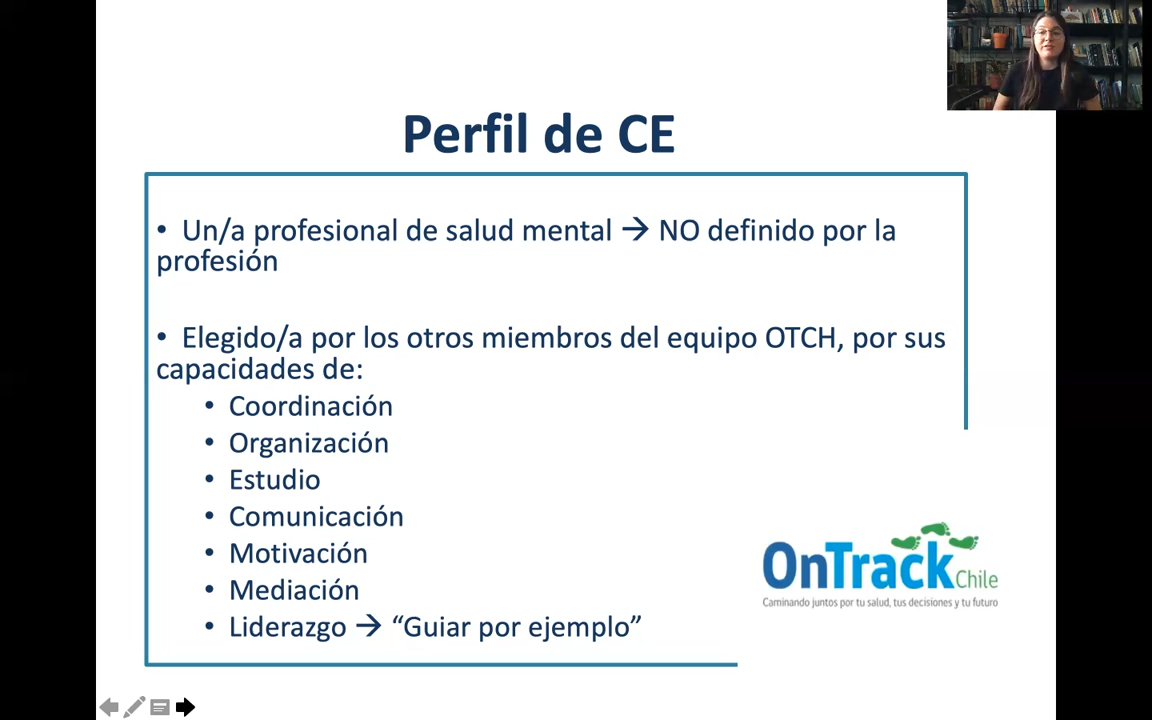 Perfil de CE
• Un/a profesional de salud mental → NO definido por la
profesión
• Elegido/a por los otros miembros del equipo OTCH, por sus
capacidades de:
• Coordinación
• Organización
• Estudio
• Comunicación
• Motivación
• Mediación
• Liderazgo → “Guiar por ejemplo”
OnTrackChile
Caminando juntos por tu salud, tus decisiones y tu futuro